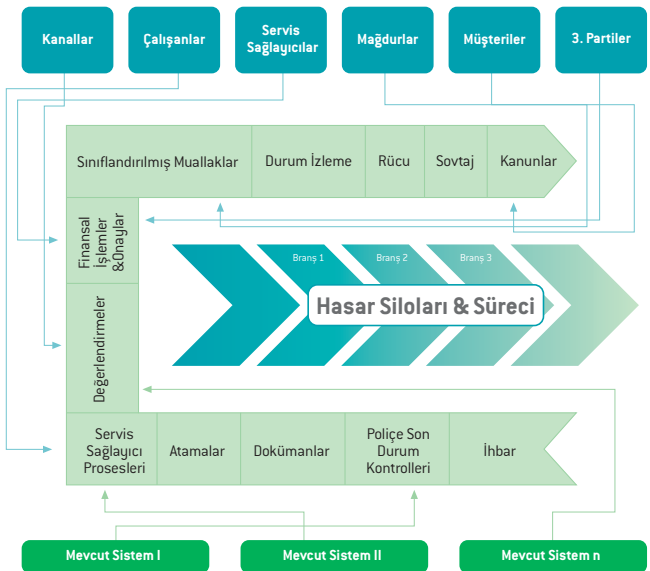 Kanallar
Çalışanlar
Servis
Sağlayıcılar
Mağdurlar
Müşteriler
3. Partiler
Sınıflandırılmış Muallaklar
Durum İzleme
Rücu
Sovtaj
Kanunlar
Finansal
İşlemler
&Onaylar
Değerlendirmeler
Branş 1
Branş 2
Branş 3
Hasar Siloları & Süreci
Servis
Sağlayıcı
Prosesleri
Atamalar
Dokümanlar
Poliçe Son
Durum
Kontrolleri
İhbar
Mevcut Sistem I
Mevcut Sistem II
Mevcut Sistem n